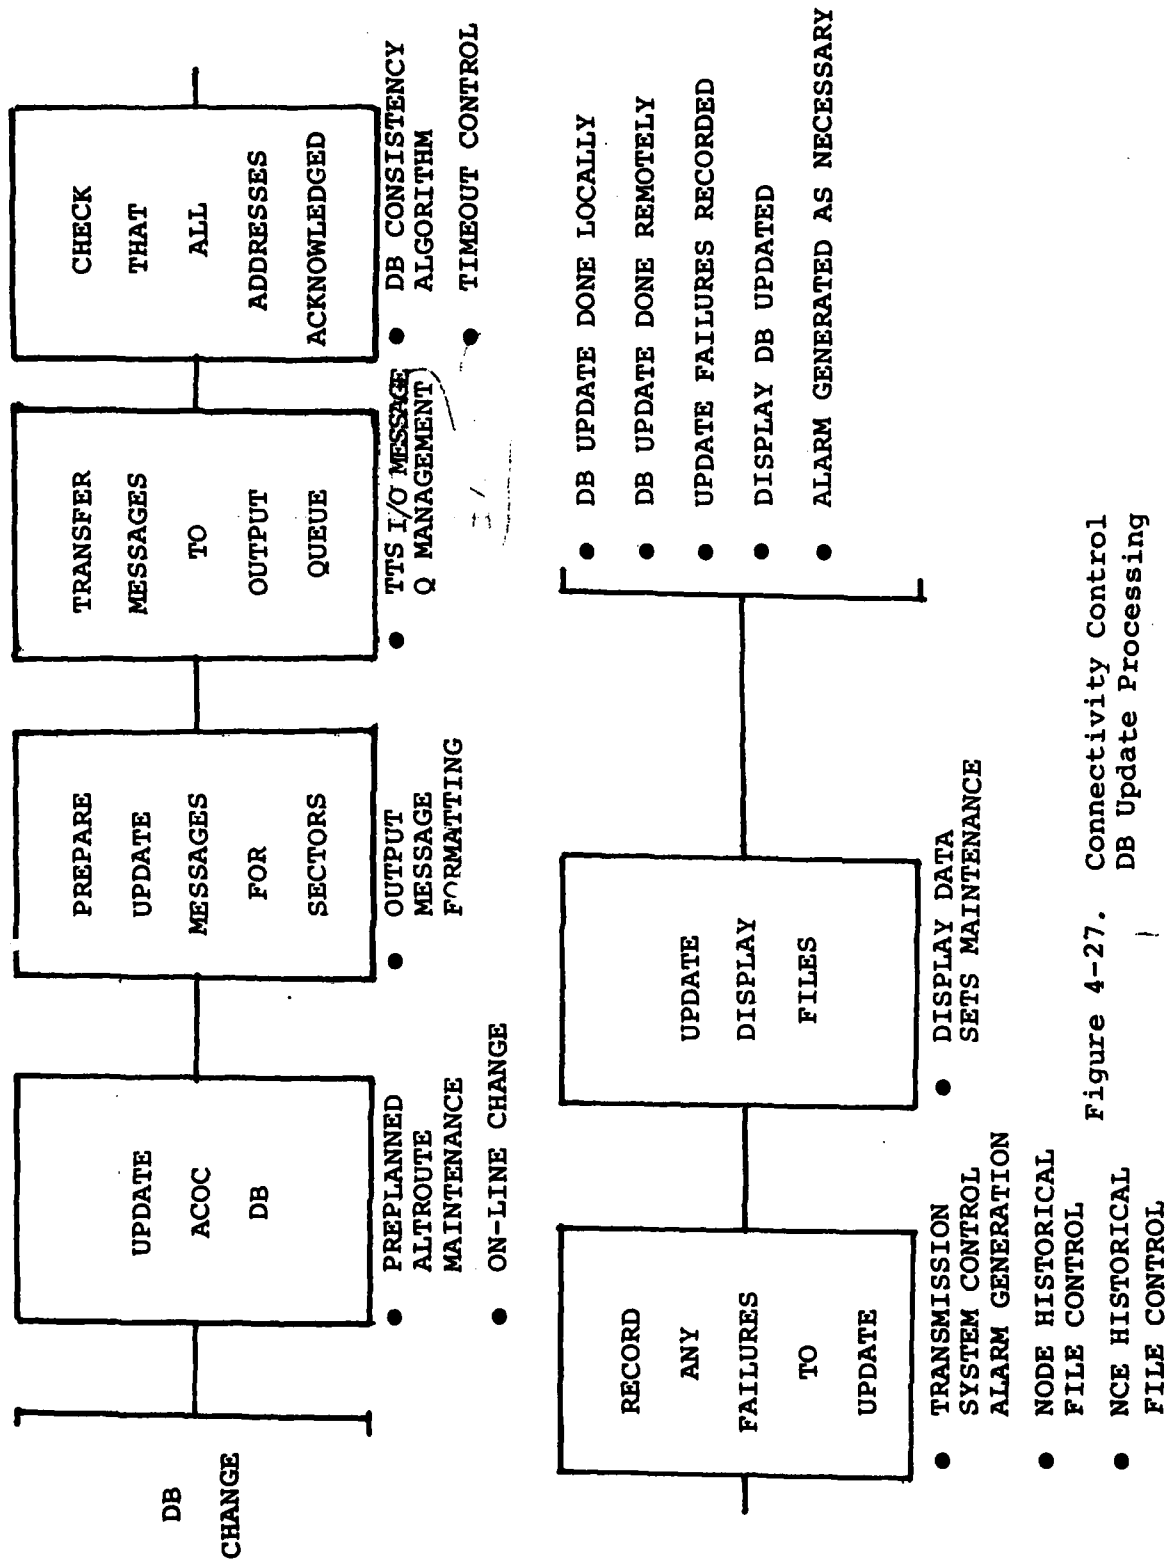 DB
CHANGE
UPDATE
ACOC
DB
● PREPLANNED
ALTROUTE
MAINTENANCE
● ON-LINE CHANGE
PREPARE
UPDATE
MESSAGES
FOR
SECTORS
● OUTPUT
MESSAGE
FORMATTING
TRANSFER
MESSAGES
TO
OUTPUT
QUEUE
● TTS I/O MESSAGE
Q MANAGEMENT
CHECK
THAT
ALL
ADDRESSES
ACKNOWLEDGED
● DB CONSISTENCY
ALGORITHM
● TIMEOUT CONTROL
RECORD
ANY
FAILURES
TO
UPDATE
● TRANSMISSION
SYSTEM CONTROL
ALARM GENERATION
● NODE HISTORICAL
FILE CONTROL
● NCE HISTORICAL
FILE CONTROL
UPDATE
DISPLAY
FILES
● DISPLAY DATA
SETS MAINTENANCE
● DB UPDATE DONE LOCALLY
● DB UPDATE DONE REMOTELY
● UPDATE FAILURES RECORDED
● DISPLAY DB UPDATED
● ALARM GENERATED AS NECESSARY
Figure 4-27. Connectivity Control
DB Update Processing